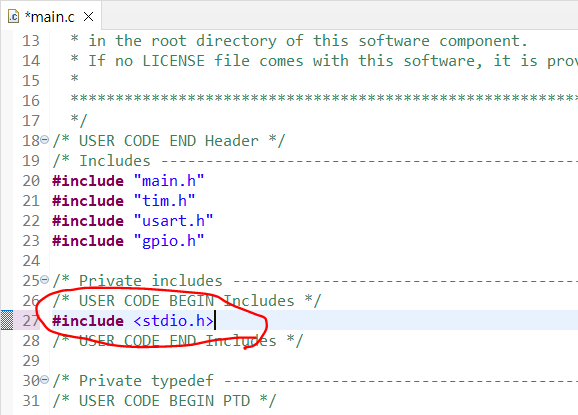 *main.c
13 * in the root directory of this software component.
14 * If no LICENSE file comes with this software, it is prov
15 *
16 ************************************************************
17 */
18 /* USER CODE END Header */
19 /* Includes ------------------------------------------------
20 #include "main.h"
21 #include "tim.h"
22 #include "usart.h"
23 #include "gpio.h"
24
25 /* Private includes ----------------------------------------
26 /* USER CODE BEGIN Includes */
27 #include <stdio.h>
28 /* USER CODE END Includes */
29
30 /* Private typedef -----------------------------------------
31 /* USER CODE BEGIN PTD */